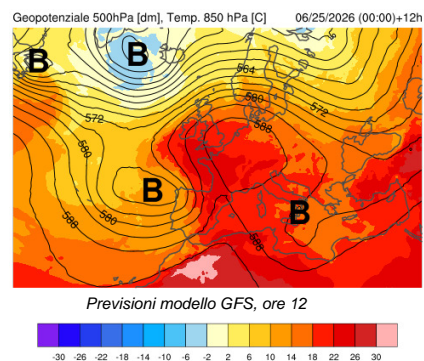 Geopotenziale 500hPa [dm], Temp. 850 hPa [C] 06/25/2026 (00:00)+12h
B
B
564
580
572
588
572
580
B
580
B
588
588
Previsioni modello GFS, ore 12
-30 -26 -22 -18 -14 -10 -6 -2 2 6 10 14 18 22 26 30